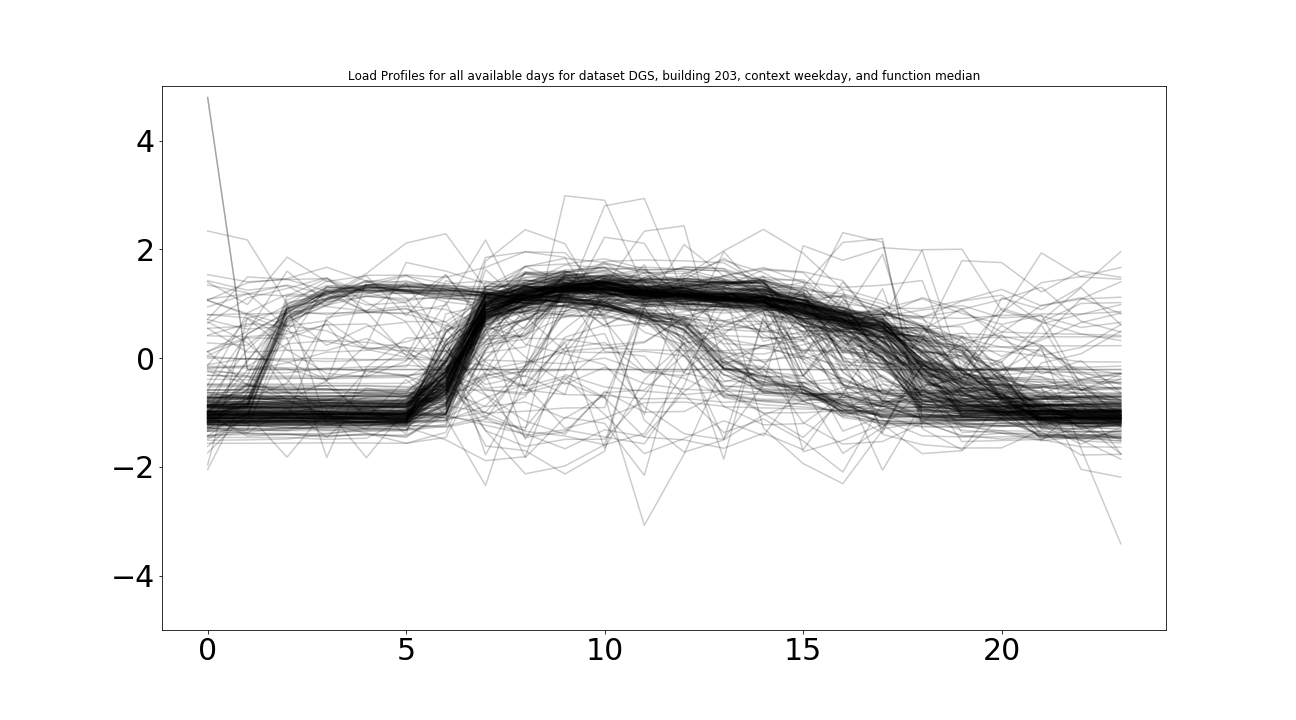 Load Profiles for all available days for dataset DGS, building 203, context weekday, and function median
4
2
0
−2
−4
0 5 10 15 20